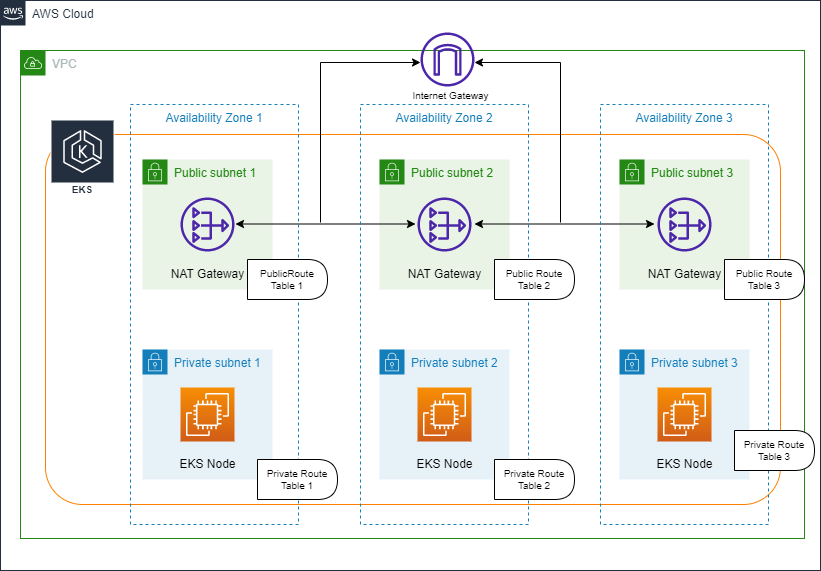 aws
AWS Cloud
VPC
Internet Gateway
Availability Zone 1
Availability Zone 2
Availability Zone 3
K
EKS
Public subnet 1
Public subnet 2
Public subnet 3
NAT Gateway
NAT Gateway
NAT Gateway
PublicRoute
Table 1
Public Route
Table 2
Public Route
Table 3
Private subnet 1
Private subnet 2
Private subnet 3
EKS Node
EKS Node
EKS Node
Private Route
Table 1
Private Route
Table 2
Private Route
Table 3